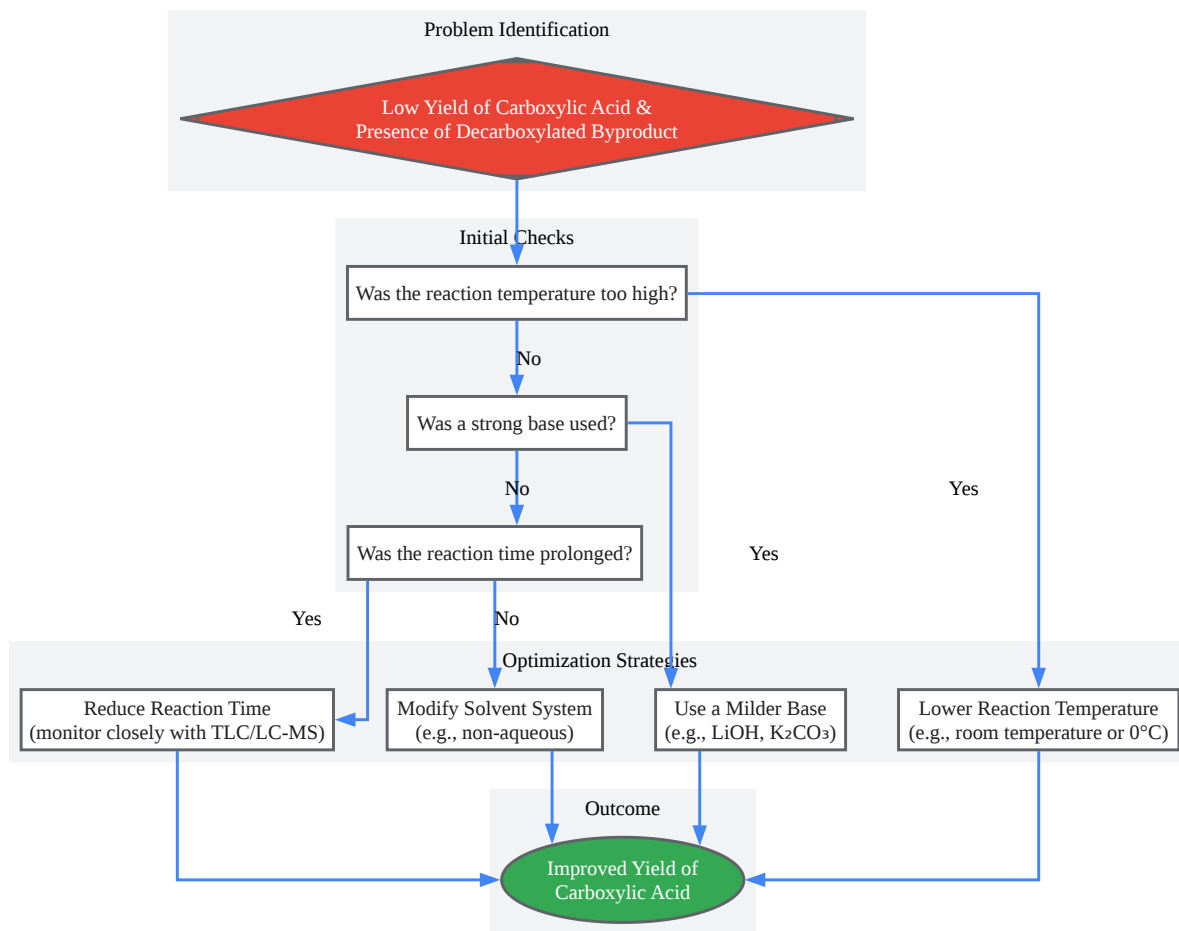 Problem Identification
Low Yield of Carboxylic Acid &
Presence of Decarboxylated Byproduct
Initial Checks
Was the reaction temperature too high?
No
Was a strong base used?
No
Yes
Was the reaction time prolonged?
Yes
Yes
No
Optimization Strategies
Reduce Reaction Time
(monitor closely with TLC/LC-MS)
Modify Solvent System
(e.g., non-aqueous)
Use a Milder Base
(e.g., LiOH, K₂CO₃)
Lower Reaction Temperature
(e.g., room temperature or 0°C)
Outcome
Improved Yield of
Carboxylic Acid